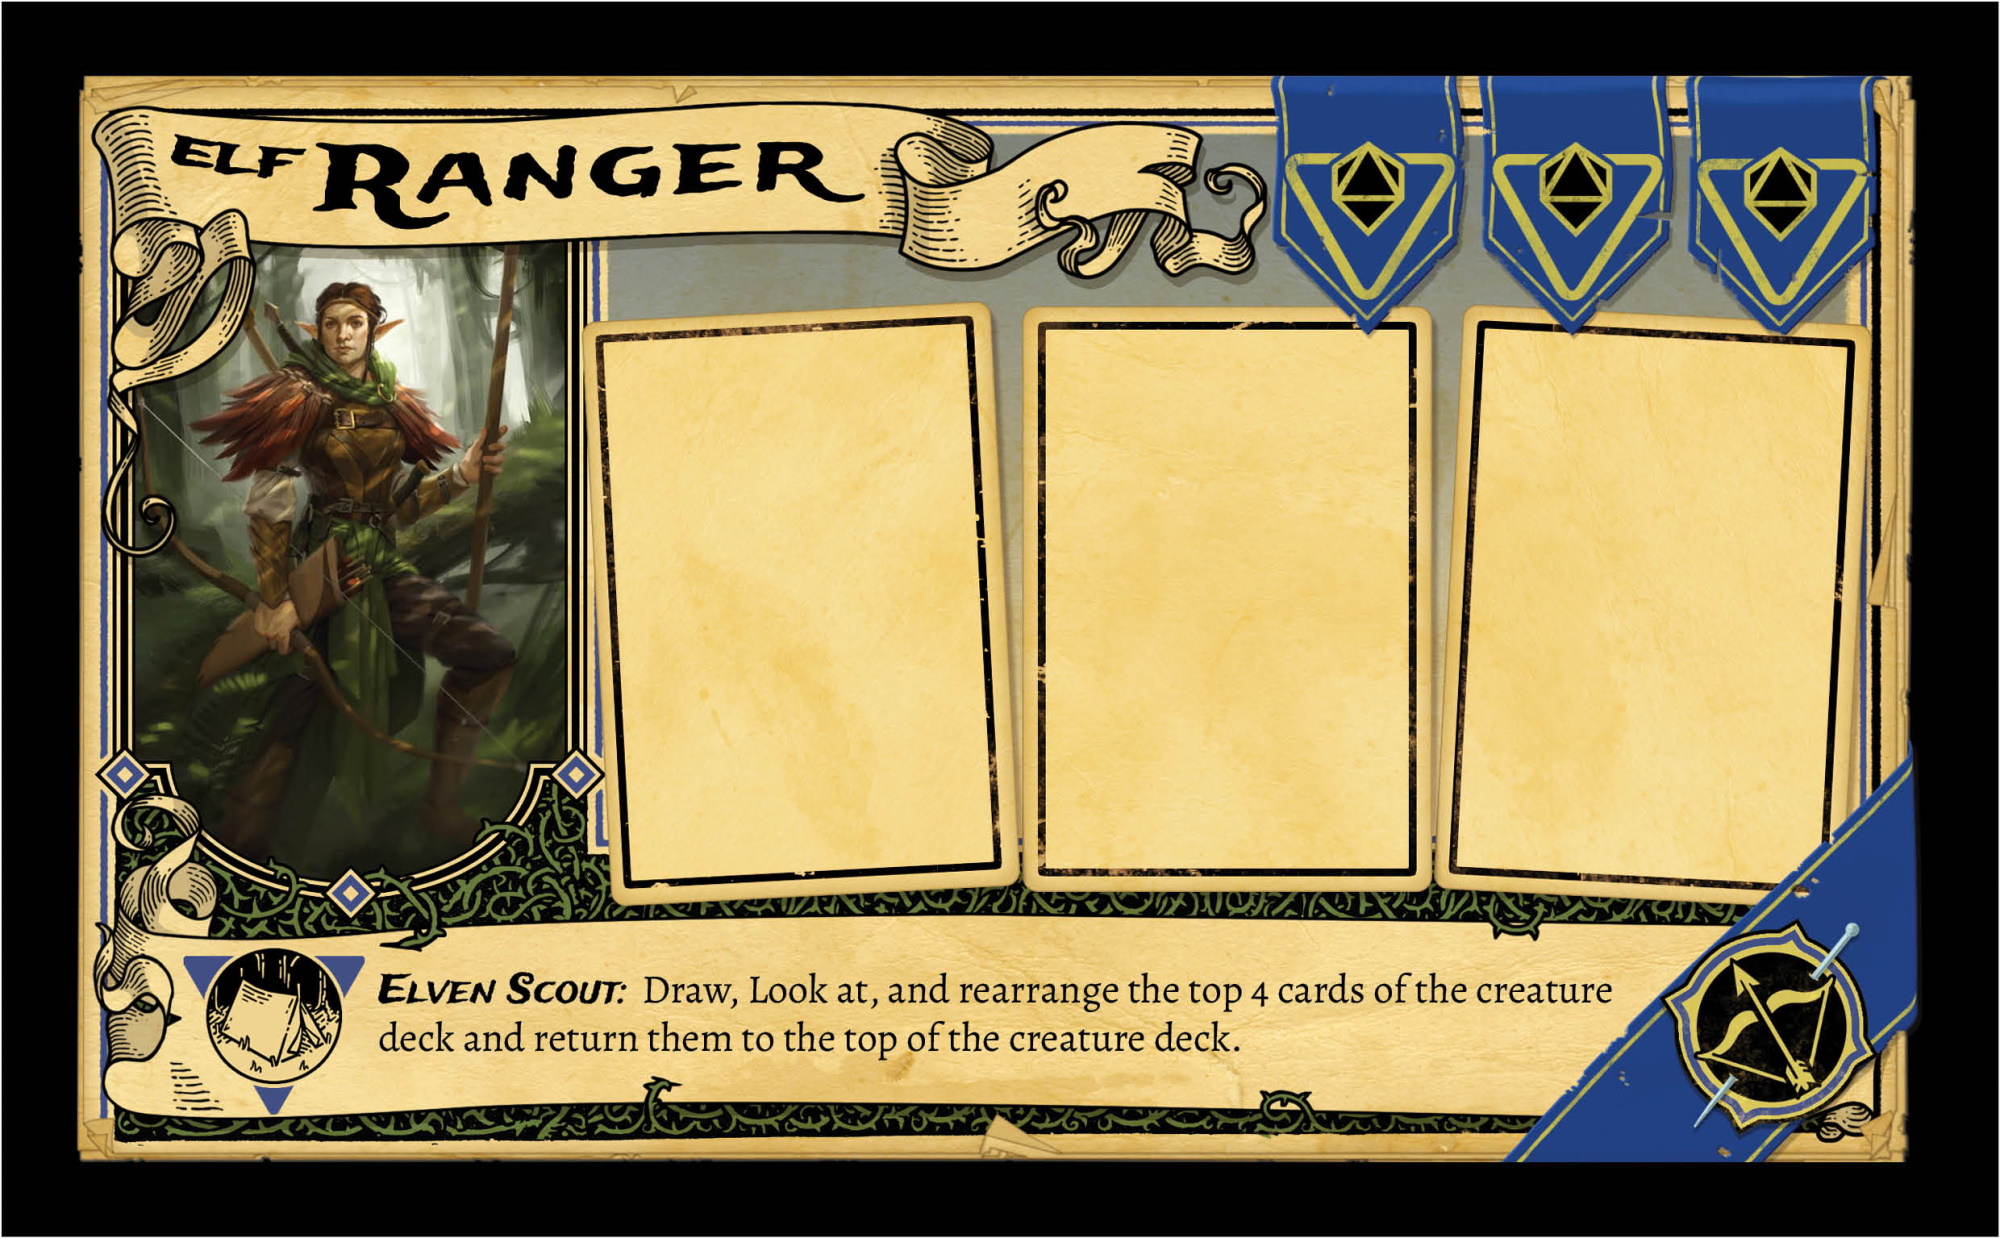 ELF RANGER
ELVEN SCOUT: Draw, Look at, and rearrange the top 4 cards of the creature
deck and return them to the top of the creature deck.